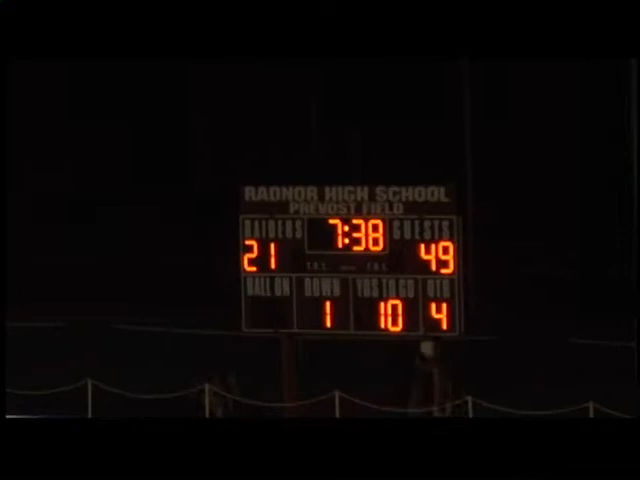 RADNOR HIGH SCHOOL
PREVOST FIELD
RAIDERS 7:38 GUESTS
21 49
T.O.L. T.O.L.
BALL ON DOWN YDS TO GO QTR
1 10 4